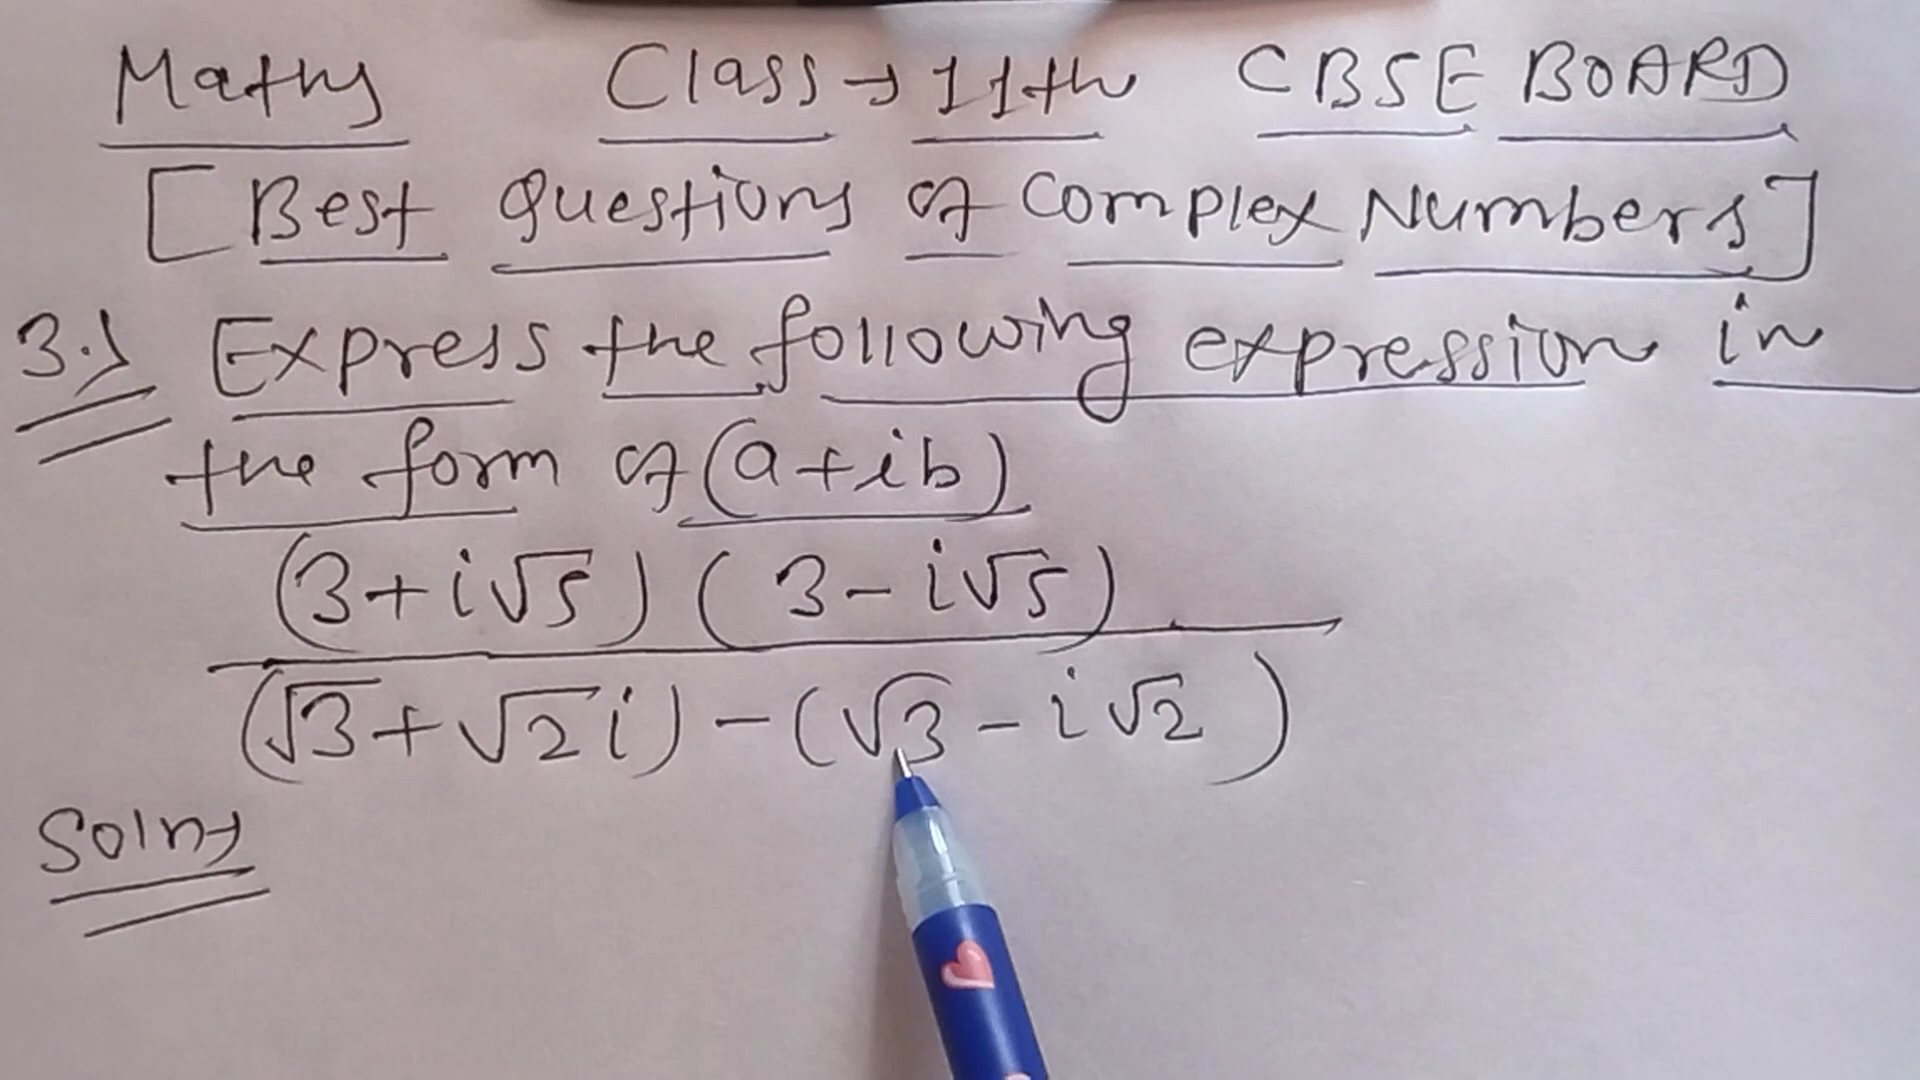 Maths Class → 11th CBSE BOARD
[Best questions of Complex Numbers]
3.) Express the following expression in
the form of (a+ib)
(3+i√5) (3-i√5)
(√3+√2i) - (√3-i√2)
Soln→